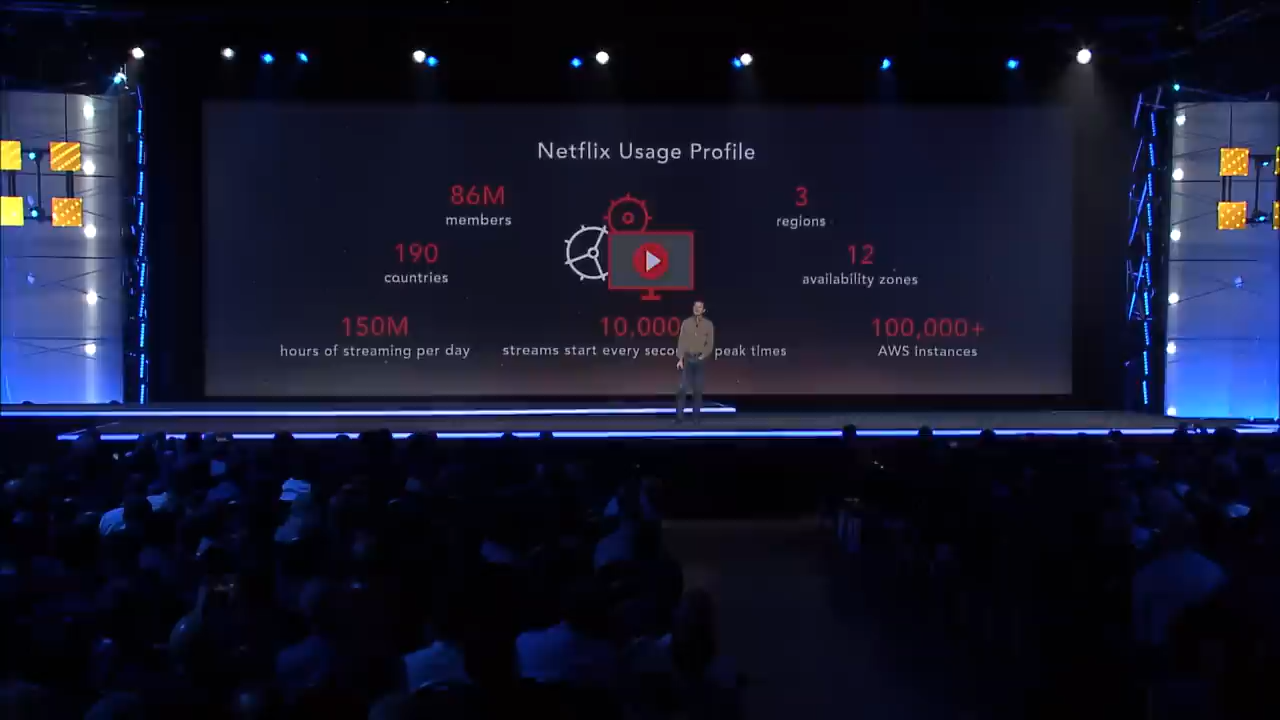 Netflix Usage Profile
86M
members
3
regions
190
countries
12
availability zones
150M
hours of streaming per day
10,000
streams start every secon peak times
100,000+
AWS Instances